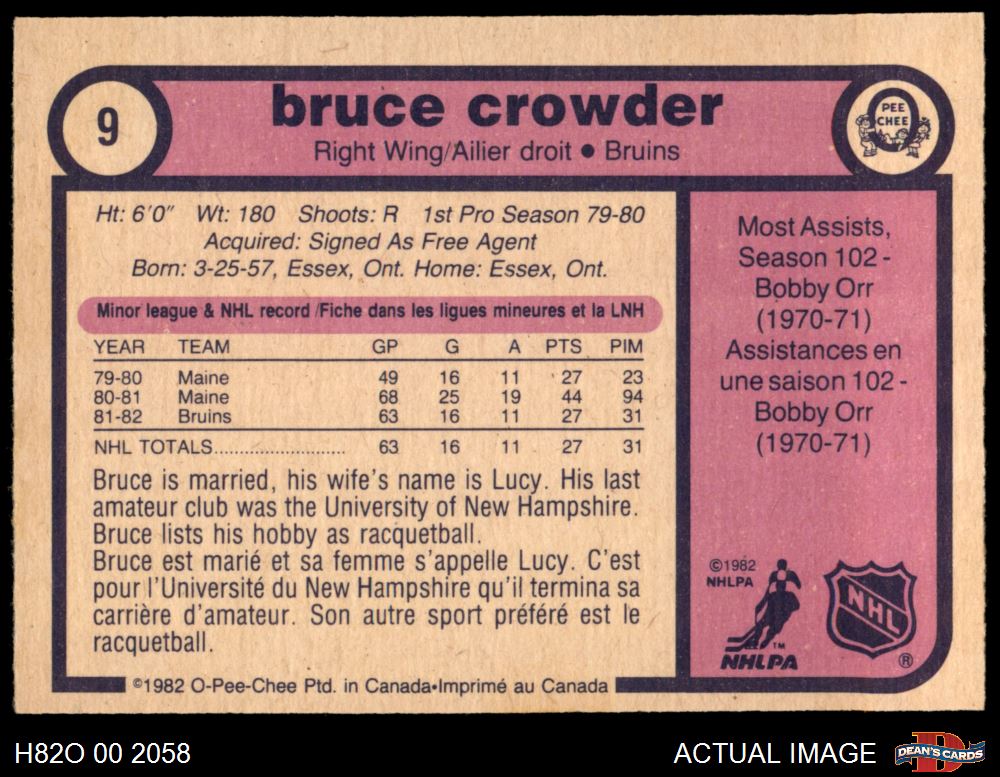 9
bruce crowder
Right Wing/Ailier droit • Bruins
O
PEE
CHEE
Ht: 6'0" Wt: 180 Shoots: R 1st Pro Season 79-80
Acquired: Signed As Free Agent
Born: 3-25-57, Essex, Ont. Home: Essex, Ont.
Minor league & NHL record /Fiche dans les ligues mineures et la LNH
YEAR TEAM GP G A PTS PIM
79-80 Maine 49 16 11 27 23
80-81 Maine 68 25 19 44 94
81-82 Bruins 63 16 11 27 31
NHL TOTALS.......................... 63 16 11 27 31
Bruce is married, his wife's name is Lucy. His last
amateur club was the University of New Hampshire.
Bruce lists his hobby as racquetball.
Bruce est marié et sa femme s'appelle Lucy. C'est
pour l'Université du New Hampshire qu'il termina sa
carrière d'amateur. Son autre sport préféré est le
racquetball.
Most Assists,
Season 102 -
Bobby Orr
(1970-71)
Assistances en
une saison 102 -
Bobby Orr
(1970-71)
©1982
NHLPA
TM
NHLPA
NHL
®
©1982 O-Pee-Chee Ptd. in Canada•Imprimé au Canada
H82O 00 2058
ACTUAL IMAGE
D
DEAN'S CARDS